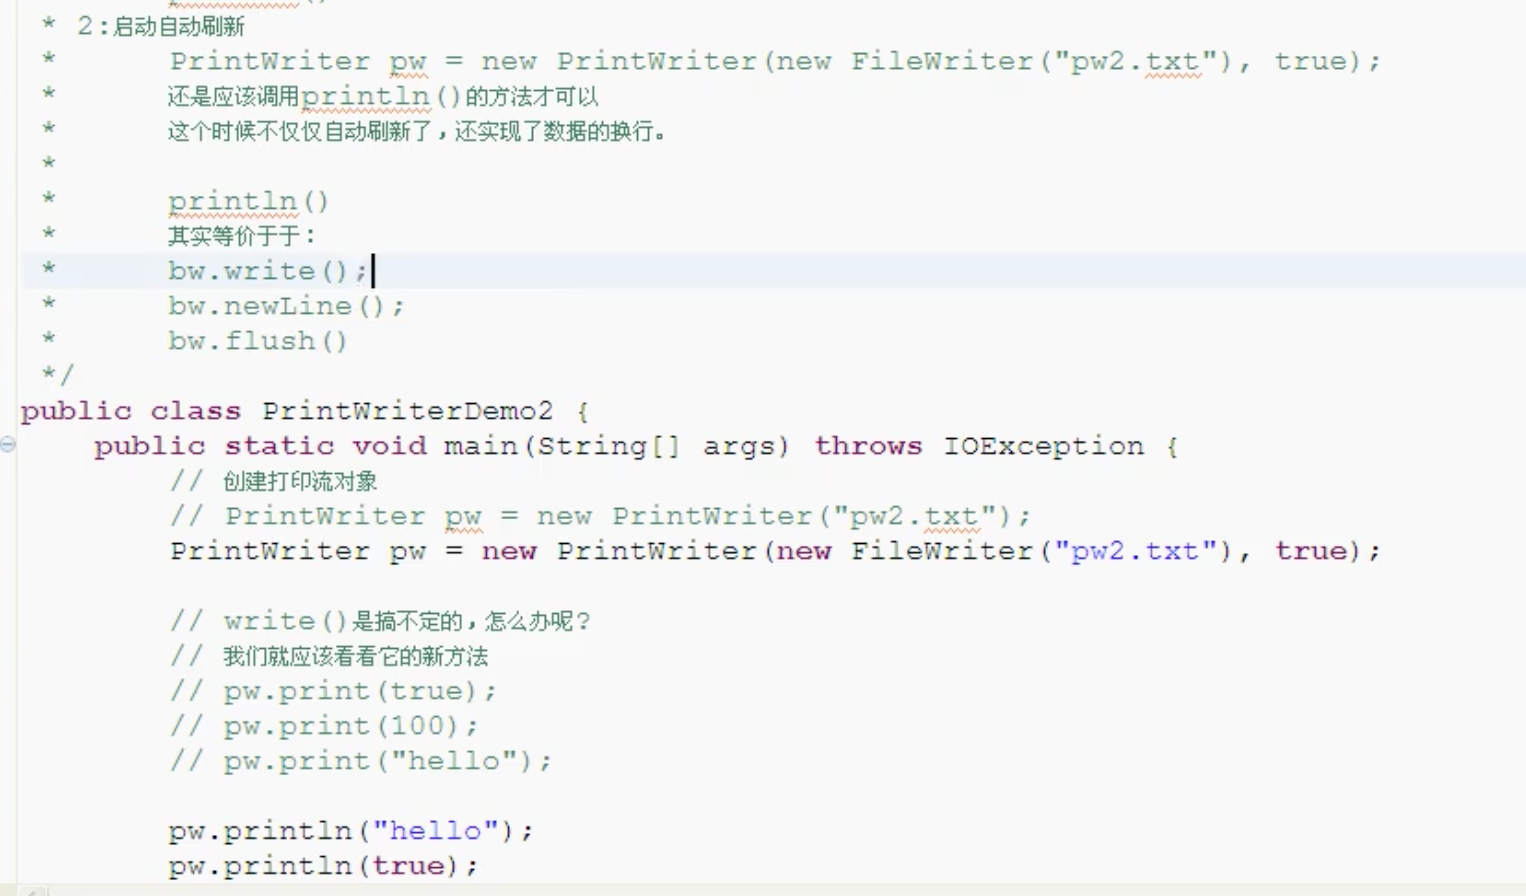 * 2:启动自动刷新
* PrintWriter pw = new PrintWriter(new FileWriter("pw2.txt"), true);
* 还是应该调用println()的方法才可以
* 这个时候不仅仅自动刷新了,还实现了数据的换行。
*
* println()
* 其实等价于于:
* bw.write();
* bw.newLine();
* bw.flush()
*/
public class PrintWriterDemo2 {
public static void main(String[] args) throws IOException {
// 创建打印流对象
// PrintWriter pw = new PrintWriter("pw2.txt");
PrintWriter pw = new PrintWriter(new FileWriter("pw2.txt"), true);
// write()是搞不定的,怎么办呢?
// 我们就应该看看它的新方法
// pw.print(true);
// pw.print(100);
// pw.print("hello");
pw.println("hello");
pw.println(true);